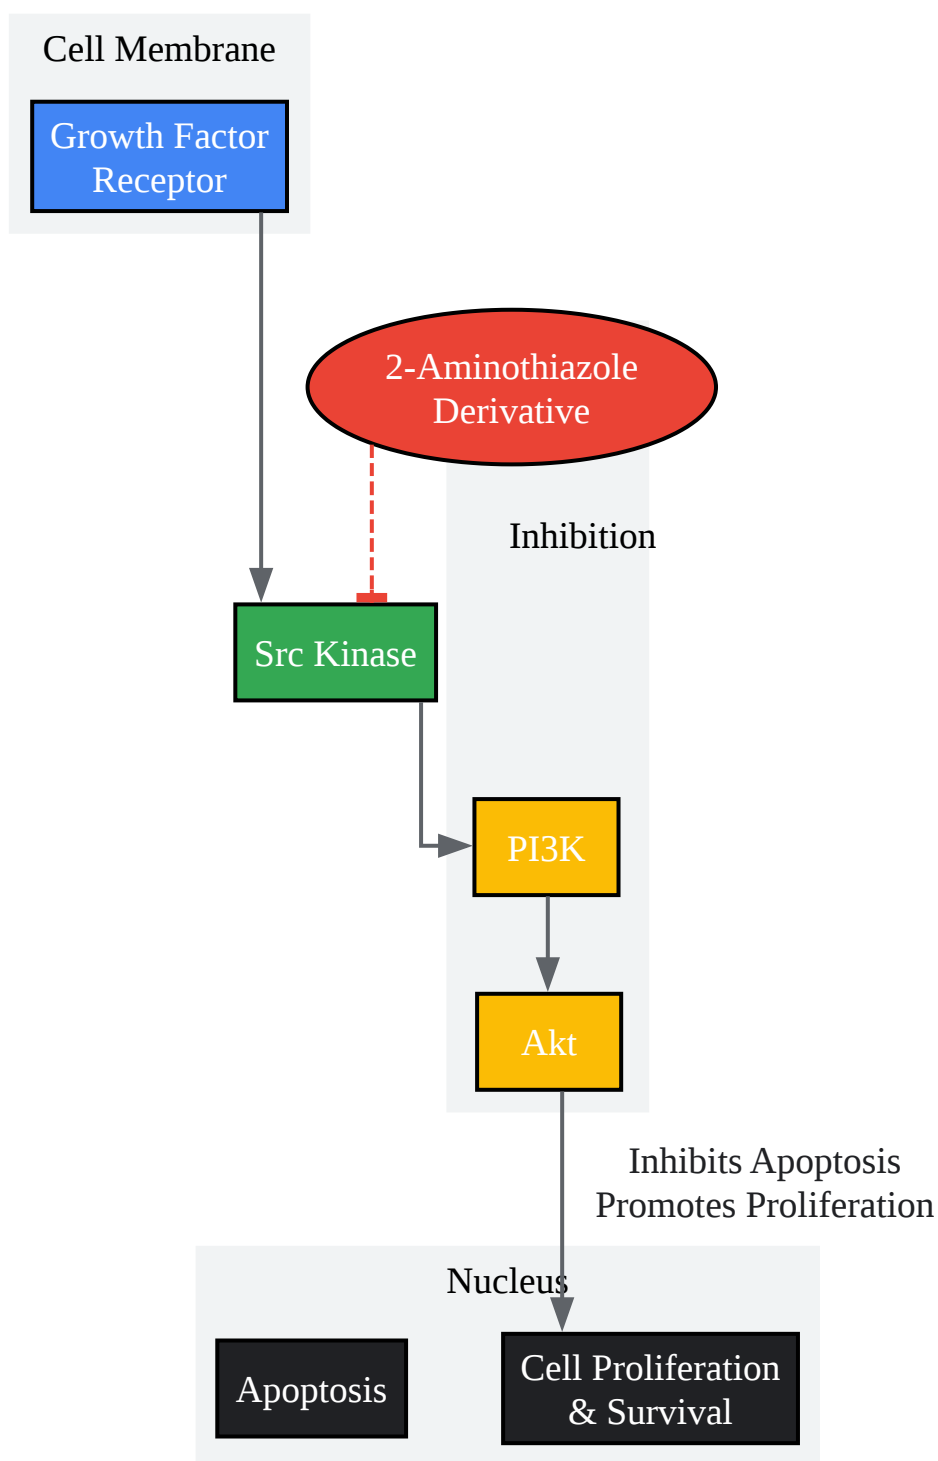 Cell Membrane
Growth Factor
Receptor
2-Aminothiazole
Derivative
Inhibition
Src Kinase
PI3K
Akt
Inhibits Apoptosis
Promotes Proliferation
Nucleus
Apoptosis
Cell Proliferation
& Survival